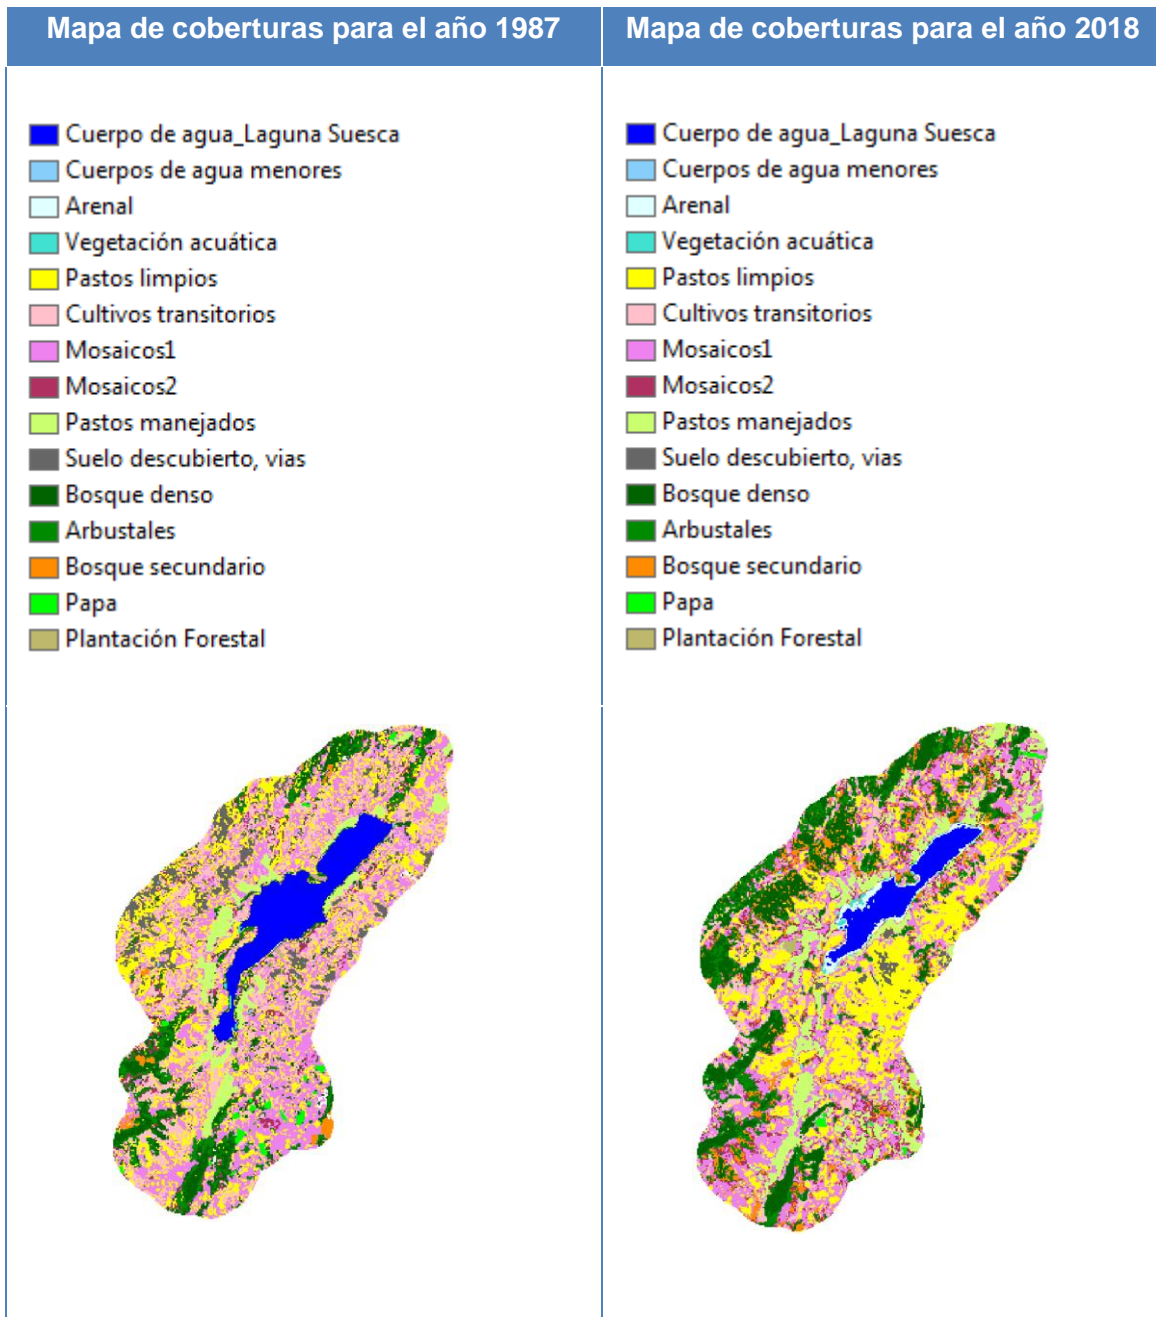 Mapa de coberturas para el año 1987
Mapa de coberturas para el año 2018
Cuerpo de agua_Laguna Suesca
Cuerpos de agua menores
Arenal
Vegetación acuática
Pastos limpios
Cultivos transitorios
Mosaicos1
Mosaicos2
Pastos manejados
Suelo descubierto, vias
Bosque denso
Arbustales
Bosque secundario
Papa
Plantación Forestal
Cuerpo de agua_Laguna Suesca
Cuerpos de agua menores
Arenal
Vegetación acuática
Pastos limpios
Cultivos transitorios
Mosaicos1
Mosaicos2
Pastos manejados
Suelo descubierto, vias
Bosque denso
Arbustales
Bosque secundario
Papa
Plantación Forestal